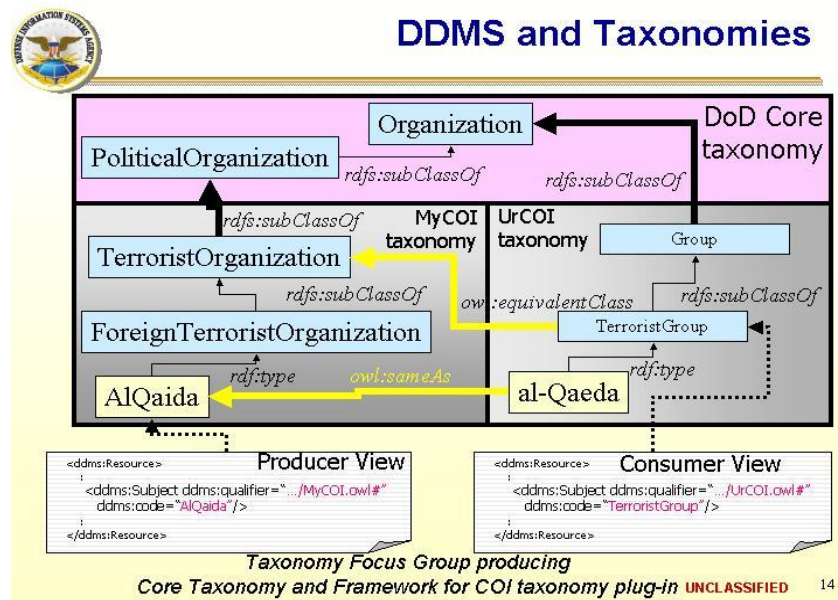 DEFENSE INFORMATION SYSTEMS AGENCY
DDMS and Taxonomies
DoD Core
taxonomy
Organization
PoliticalOrganization
rdfs:subClassOf
rdfs:subClassOf
rdfs:subClassOf
MyCOI
taxonomy
UrCOI
taxonomy
TerroristOrganization
Group
rdfs:subClassOf
owl:equivalentClass
rdfs:subClassOf
ForeignTerroristOrganization
TerroristGroup
rdf:type
owl:sameAs
rdf:type
AlQaida
al-Qaeda
Producer View
<ddms:Resource>
:
<ddms:Subject ddms:qualifier="…/MyCOI.owl#"
ddms:code="AlQaida"/>
:
</ddms:Resource>
Consumer View
<ddms:Resource>
:
<ddms:Subject ddms:qualifier="…/UrCOI.owl#"
ddms:code="TerroristGroup"/>
:
</ddms:Resource>
Taxonomy Focus Group producing
Core Taxonomy and Framework for COI taxonomy plug-in UNCLASSIFIED 14